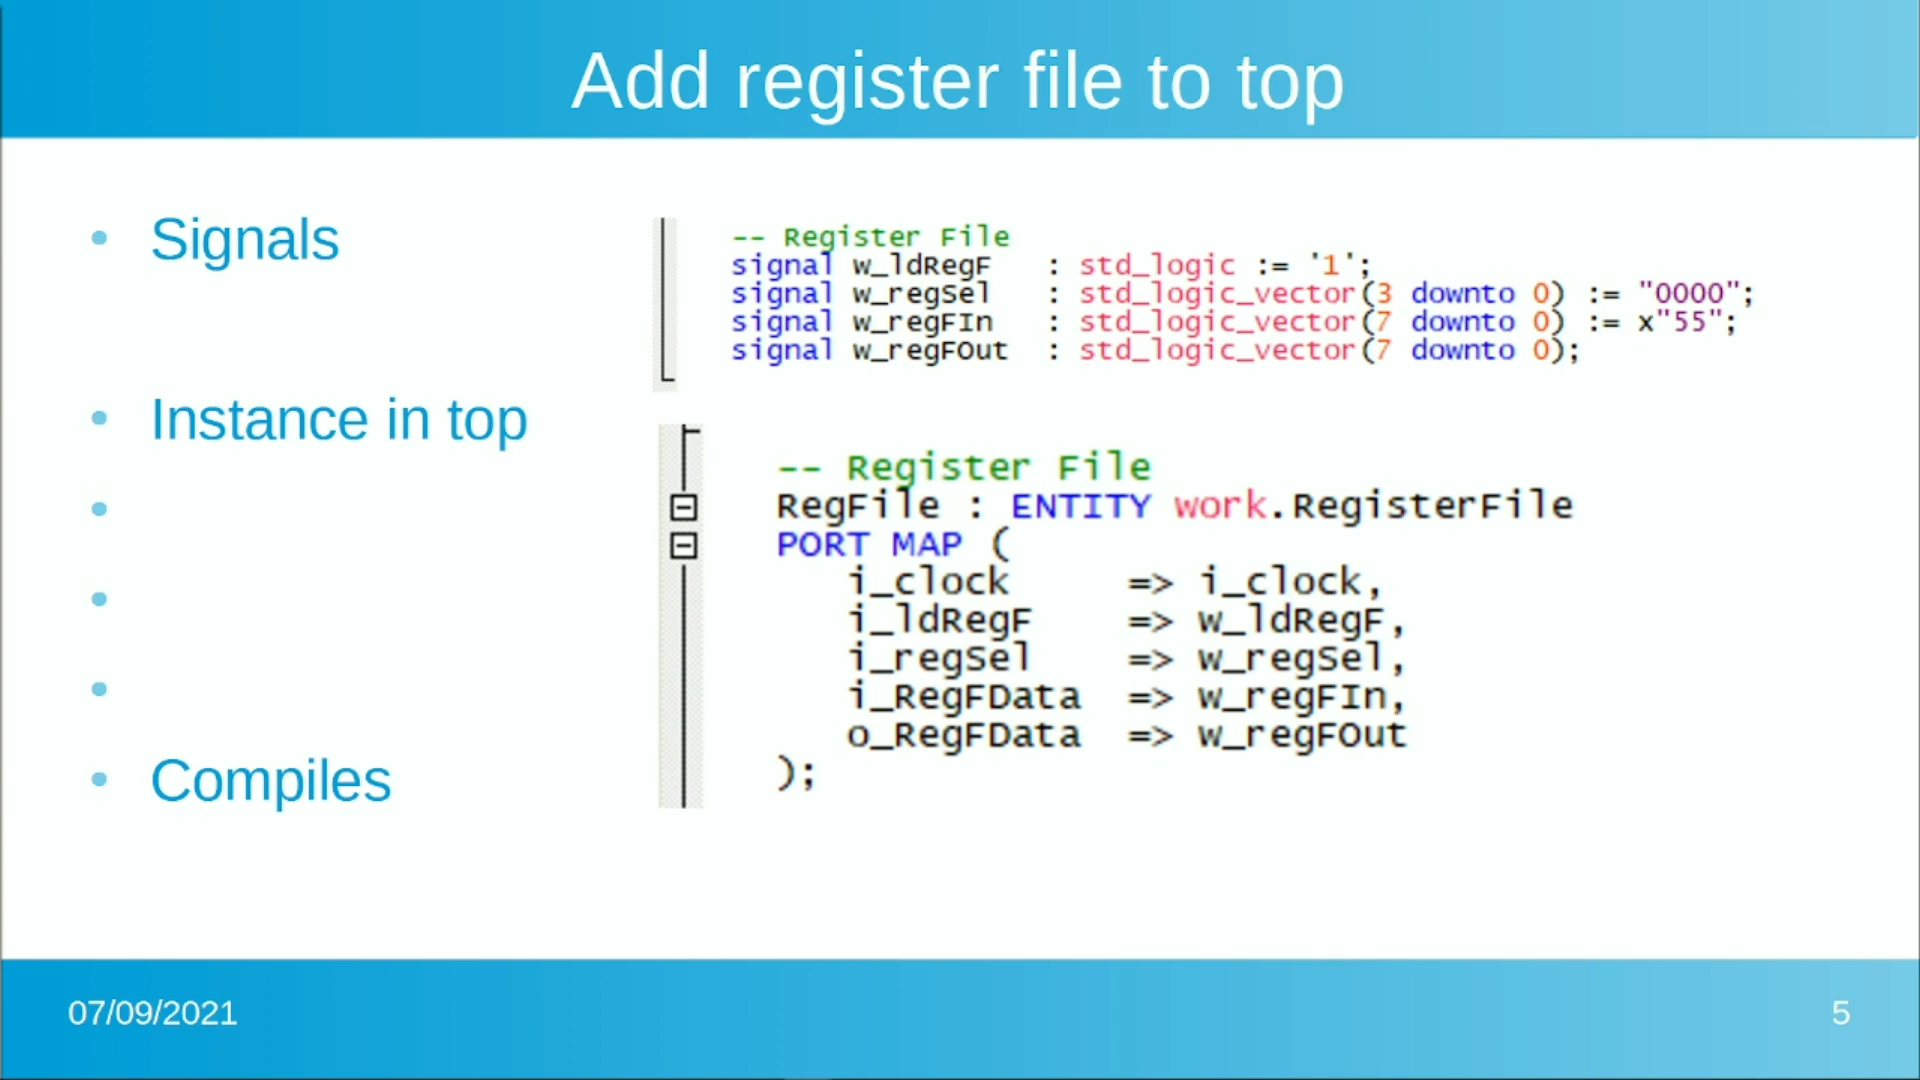 Add register file to top
• Signals
-- Register File
signal w_ldRegF : std_logic := '1';
signal w_regSel : std_logic_vector(3 downto 0) := "0000";
signal w_regFIn : std_logic_vector(7 downto 0) := x"55";
signal w_regFOut : std_logic_vector(7 downto 0);
• Instance in top
-- Register File
RegFile : ENTITY work.RegisterFile
PORT MAP (
i_clock => i_clock,
i_ldRegF => w_ldRegF,
i_regSel => w_regSel,
i_RegFData => w_regFIn,
o_RegFData => w_regFOut
);
• Compiles
07/09/2021
5